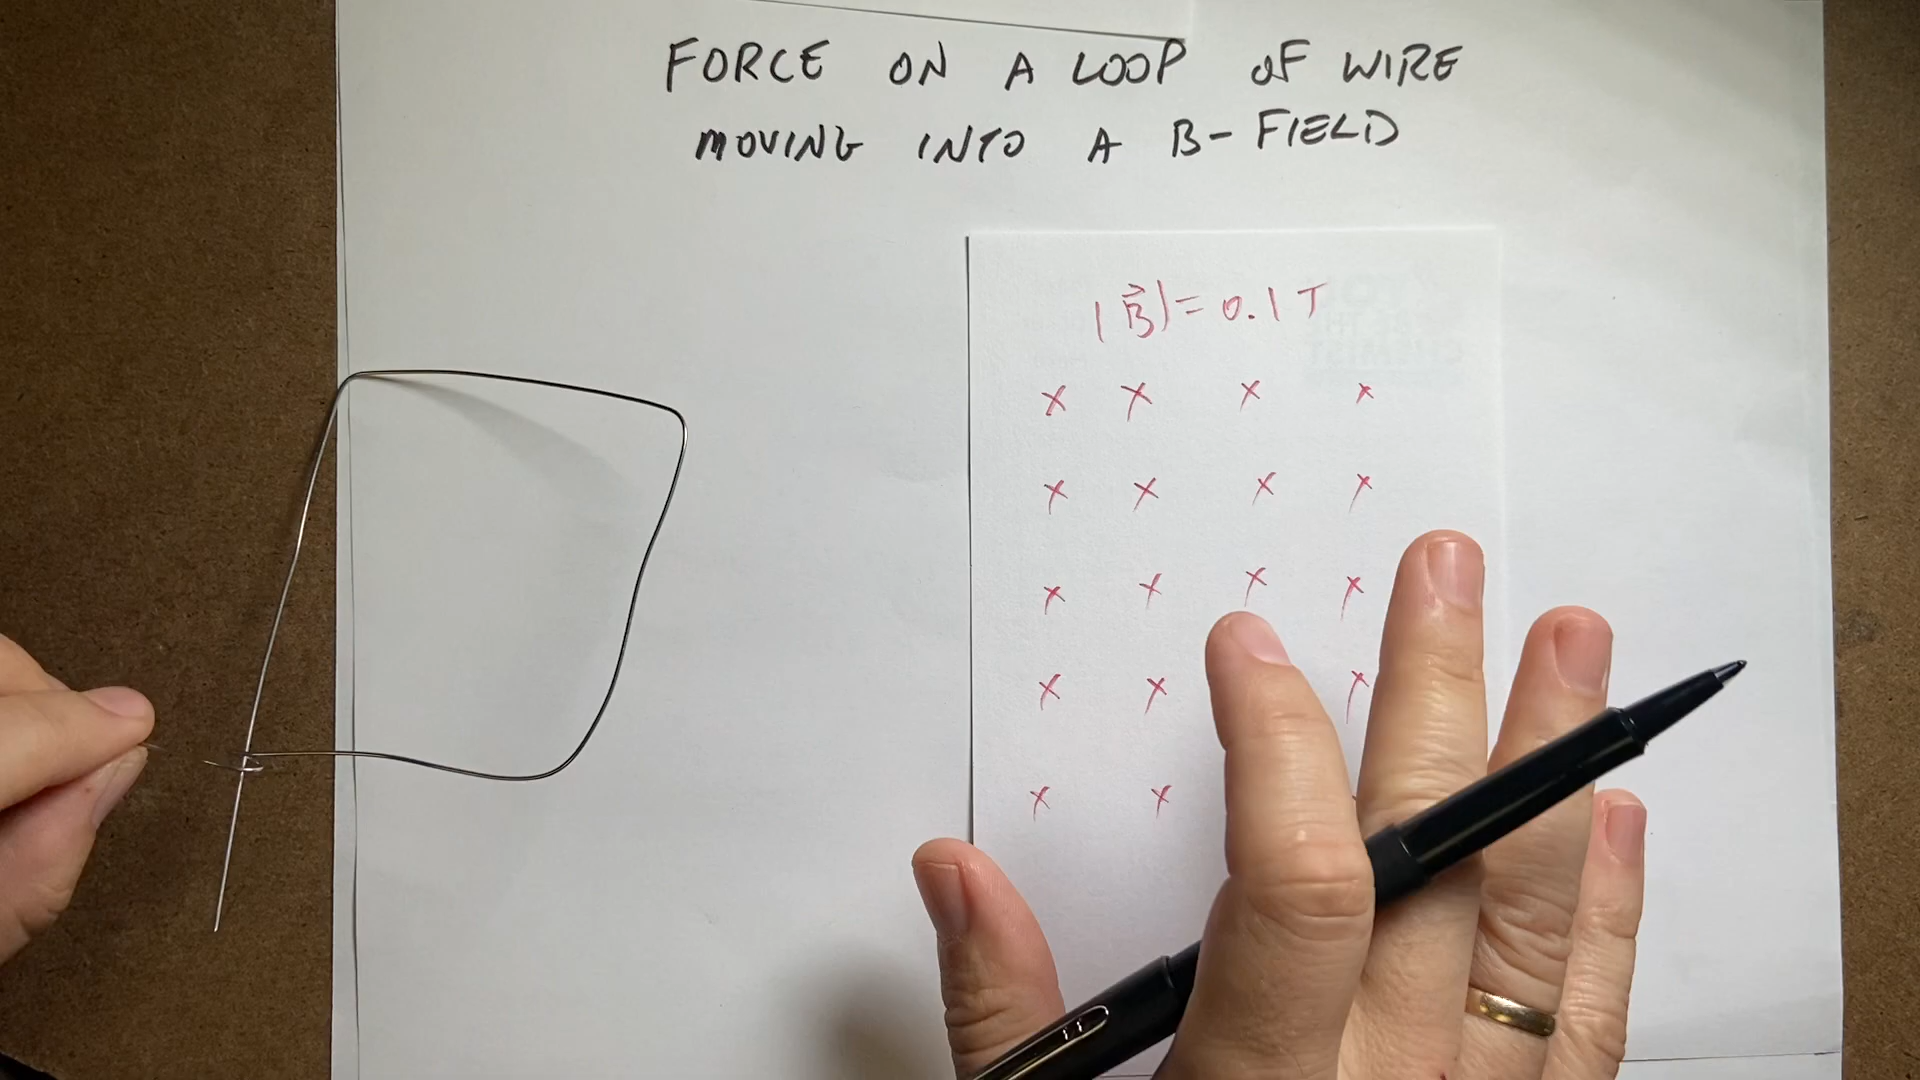 FORCE ON A LOOP OF WIRE
MOVING INTO A B-FIELD
|B⃗| = 0.1 T
x x x x
x x x x
x x x x
x x x
x x